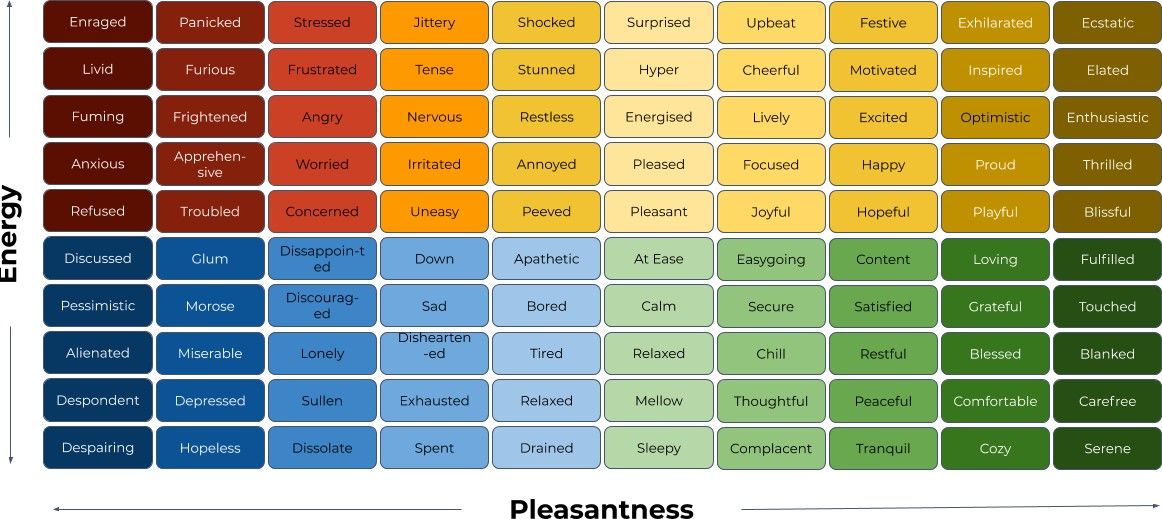 Enraged Panicked Stressed Jittery Shocked Surprised Upbeat Festive Exhilarated Ecstatic
Livid Furious Frustrated Tense Stunned Hyper Cheerful Motivated Inspired Elated
Fuming Frightened Angry Nervous Restless Energised Lively Excited Optimistic Enthusiastic
Anxious Apprehen-
sive Worried Irritated Annoyed Pleased Focused Happy Proud Thrilled
Refused Troubled Concerned Uneasy Peeved Pleasant Joyful Hopeful Playful Blissful
Energy
Discussed Glum Dissappoin-t
ed Down Apathetic At Ease Easygoing Content Loving Fulfilled
Pessimistic Morose Discourag-
ed Sad Bored Calm Secure Satisfied Grateful Touched
Alienated Miserable Lonely Dishearten
-ed Tired Relaxed Chill Restful Blessed Blanked
Despondent Depressed Sullen Exhausted Relaxed Mellow Thoughtful Peaceful Comfortable Carefree
Despairing Hopeless Dissolate Spent Drained Sleepy Complacent Tranquil Cozy Serene
Pleasantness